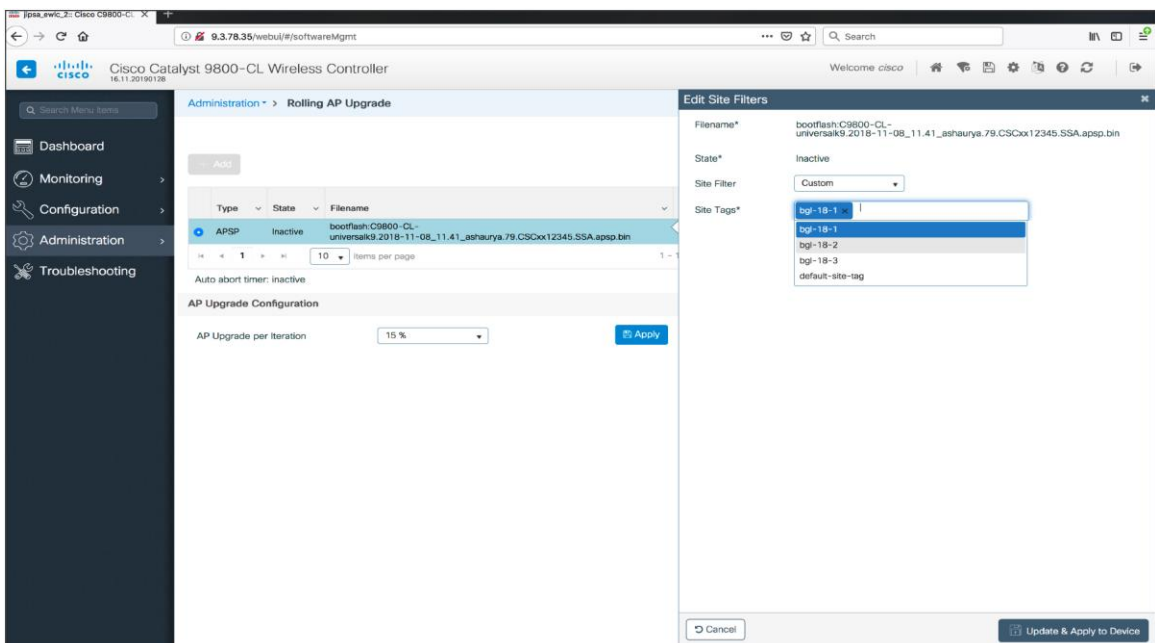 jipsa_ewlc_2:: Cisco C9800-CL
9.3.78.35/webui/#/softwareMgmt
Search
cisco
Cisco Catalyst 9800-CL Wireless Controller
16.11.20190128
Welcome cisco
Search Menu Items
Dashboard
Monitoring
Configuration
Administration
Troubleshooting
Administration > Rolling AP Upgrade
Add
Type State Filename
APSP Inactive bootflash:C9800-CL-
universalk9.2018-11-08_11.41_ashaurya.79.CSCxx12345.SSA.apsp.bin
1 10 items per page 1 - 1
Auto abort timer: inactive
AP Upgrade Configuration
AP Upgrade per Iteration 15 % Apply
Edit Site Filters
Filename* bootflash:C9800-CL-
universalk9.2018-11-08_11.41_ashaurya.79.CSCxx12345.SSA.apsp.bin
State* Inactive
Site Filter Custom
Site Tags* bgl-18-1 ×
bgl-18-1
bgl-18-2
bgl-18-3
default-site-tag
Cancel
Update & Apply to Device